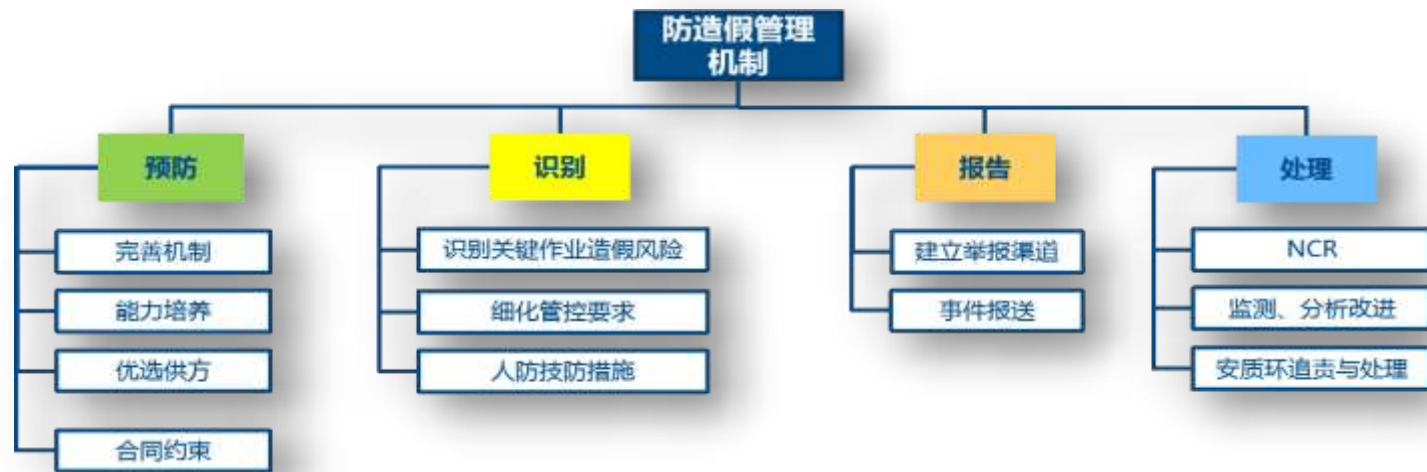 防造假管理
机制
预防
识别
报告
处理
完善机制
能力培养
优选供方
合同约束
识别关键作业造假风险
细化管控要求
人防技防措施
建立举报渠道
事件报送
NCR
监测、分析改进
安质环追责与处理